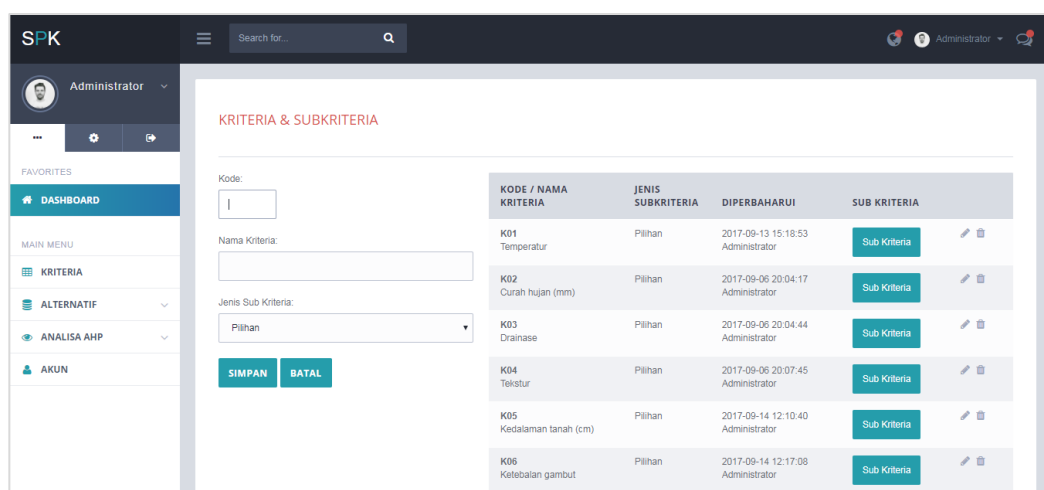 SPK
Search for...
Administrator
Administrator
FAVORITES
DASHBOARD
MAIN MENU
KRITERIA
ALTERNATIF
ANALISA AHP
AKUN
KRITERIA & SUBKRITERIA
Kode:
Nama Kriteria:
Jenis Sub Kriteria:
Pilihan
SIMPAN BATAL
KODE / NAMA KRITERIA JENIS SUBKRITERIA DIPERBAHARUI SUB KRITERIA
K01 Pilihan 2017-09-13 15:18:53 Sub Kriteria
Temperatur Administrator
K02 Pilihan 2017-09-06 20:04:17 Sub Kriteria
Curah hujan (mm) Administrator
K03 Pilihan 2017-09-06 20:04:44 Sub Kriteria
Drainase Administrator
K04 Pilihan 2017-09-06 20:07:45 Sub Kriteria
Tekstur Administrator
K05 Pilihan 2017-09-14 12:10:40 Sub Kriteria
Kedalaman tanah (cm) Administrator
K06 Pilihan 2017-09-14 12:17:08 Sub Kriteria
Ketebalan gambut Administrator